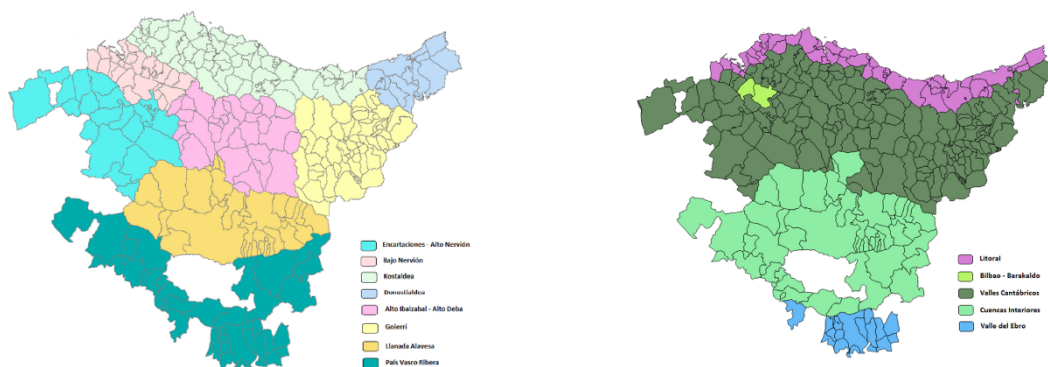 Encartaciones - Alto Nervión
Bajo Nervión
Kostaldea
Donostialdea
Alto Ibaizabal - Alto Deba
Goierri
Llanada Alavesa
País Vasco Ribera
Litoral
Bilbao - Barakaldo
Valles Cantábricos
Cuencas Interiores
Valle del Ebro